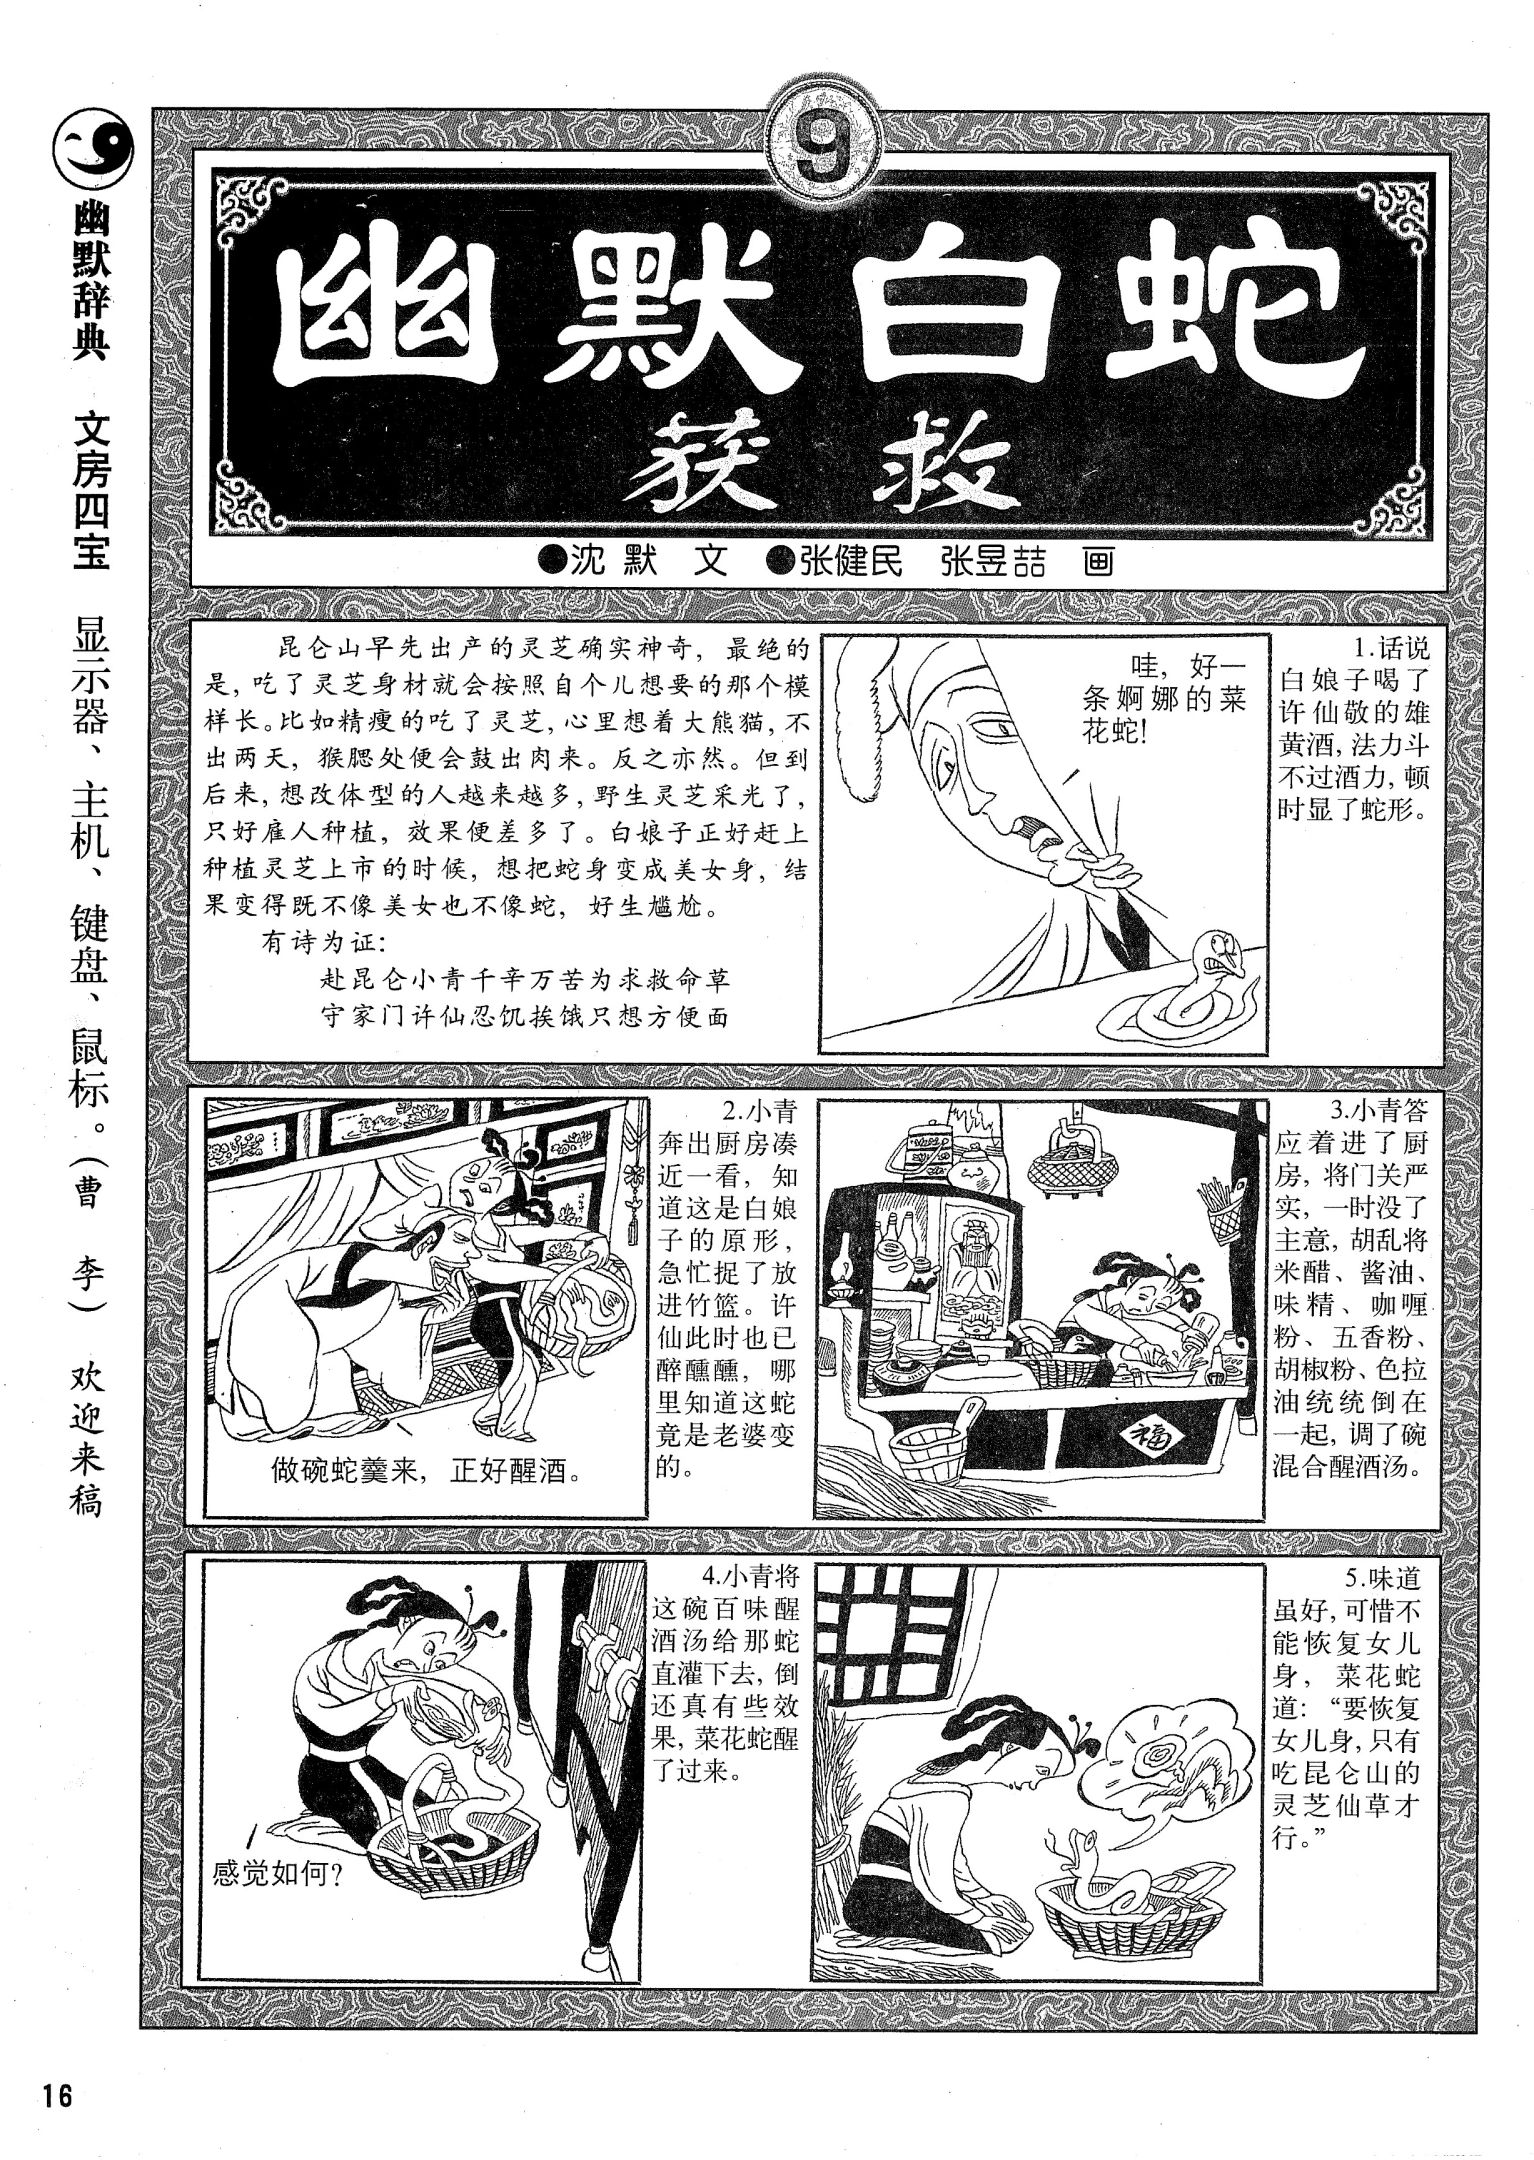 9
幽默白蛇
获救
●沈 默 文 ●张健民 张昱喆 画
昆仑山早先出产的灵芝确实神奇，最绝的
是，吃了灵芝身材就会按照自个儿想要的那个模
样长。比如精瘦的吃了灵芝，心里想着大熊猫，不
出两天，猴腮处便会鼓出肉来。反之亦然。但到
后来，想改体型的人越来越多，野生灵芝采光了，
只好雇人种植，效果便差多了。白娘子正好赶上
种植灵芝上市的时候，想把蛇身变成美女身，结
果变得既不像美女也不像蛇，好生尴尬。
有诗为证：
赴昆仑小青千辛万苦为求救命草
守家门许仙忍饥挨饿只想方便面
哇，好一
条婀娜的菜
花蛇！
1.话说
白娘子喝了
许仙敬的雄
黄酒，法力斗
不过酒力，顿
时显了蛇形。
做碗蛇羹来，正好醒酒。
2.小青
奔出厨房凑
近一看，知
道这是白娘
子的原形，
急忙捉了放
进竹篮。许
仙此时也已
醉醺醺，哪
里知道这蛇
竟是老婆变
的。
福
3.小青答
应着进了厨
房，将门关严
实，一时没了
主意，胡乱将
米醋、酱油、
味精、咖喱
粉、五香粉、
胡椒粉、色拉
油统统倒在
一起，调了碗
混合醒酒汤。
感觉如何？
4.小青将
这碗百味醒
酒汤给那蛇
直灌下去，倒
还真有些效
果，菜花蛇醒
了过来。
5.味道
虽好，可惜不
能恢复女儿
身，菜花蛇
道：“要恢复
女儿身，只有
吃昆仑山的
灵芝仙草才
行。”
幽默辞典 文房四宝 显示器、主机、键盘、鼠标。（曹 李） 欢迎来稿
16